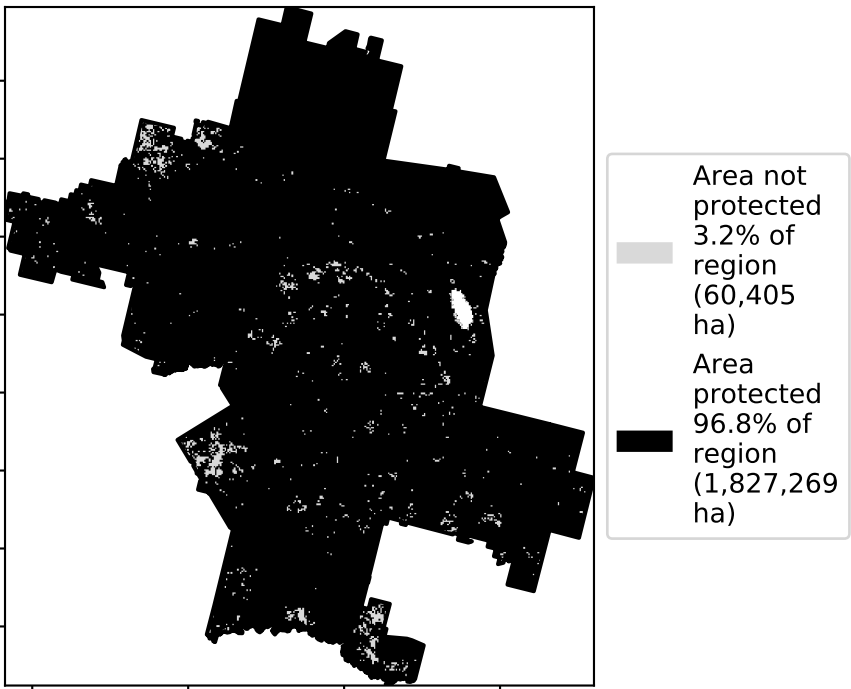 Area not
protected
3.2% of
region
(60,405
ha)
Area
protected
96.8% of
region
(1,827,269
ha)